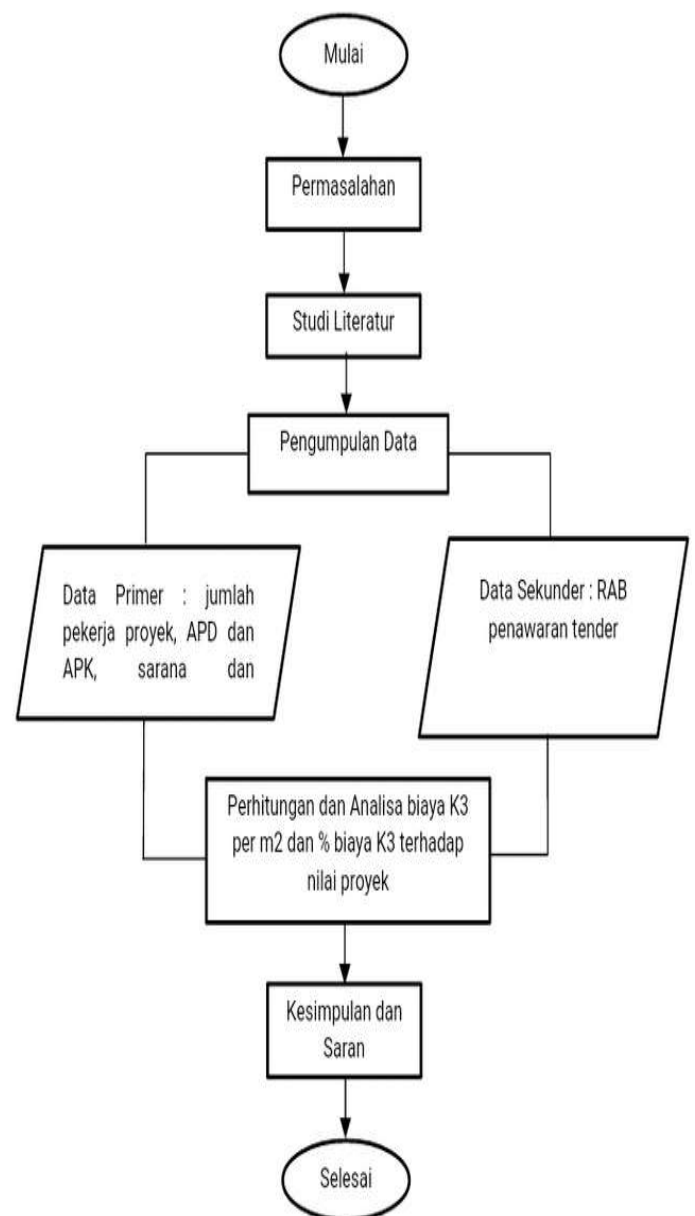 Mulai
Permasalahan
Studi Literatur
Pengumpulan Data
Data Primer : jumlah
pekerja proyek, APD dan
APK, sarana dan
Data Sekunder : RAB
penawaran tender
Perhitungan dan Analisa biaya K3
per m2 dan % biaya K3 terhadap
nilai proyek
Kesimpulan dan
Saran
Selesai